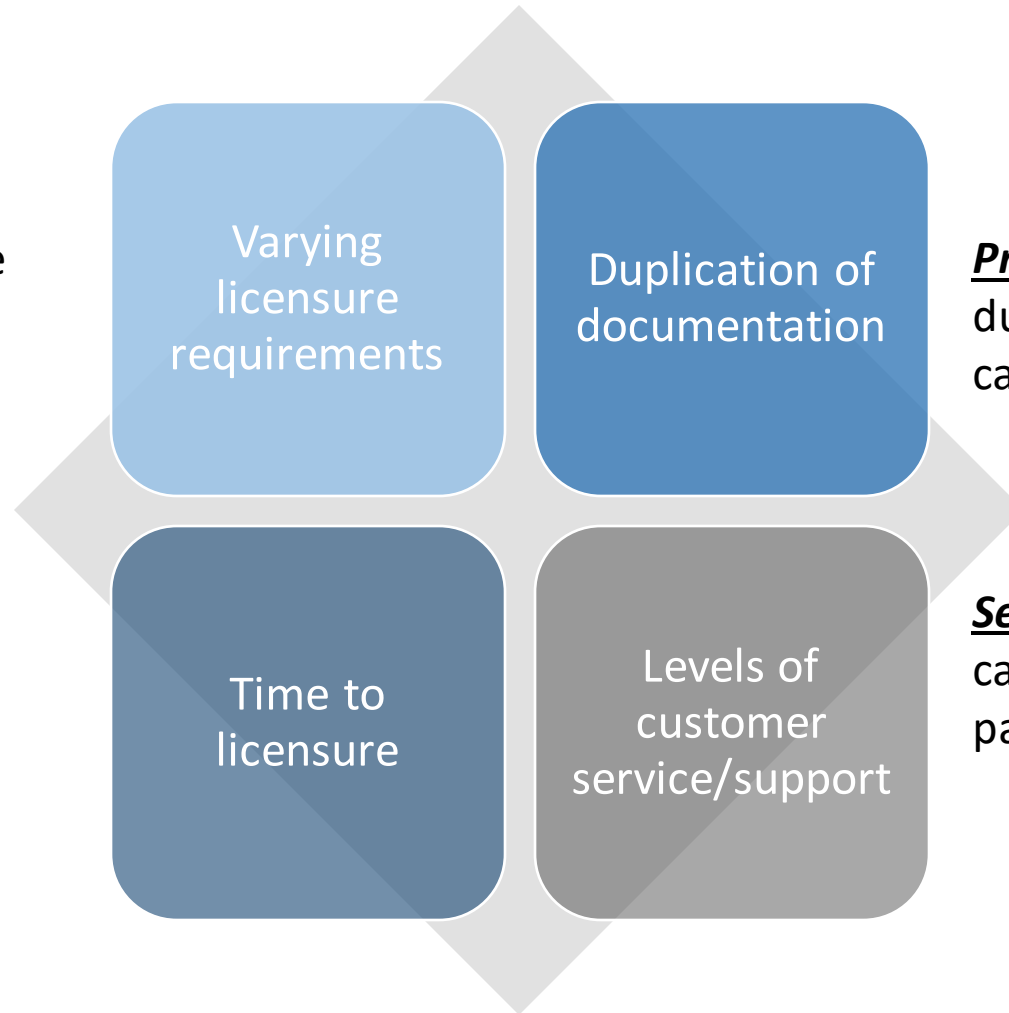 Varying
licensure
requirements
Duplication of
documentation
Time to
licensure
Levels of
customer
service/support